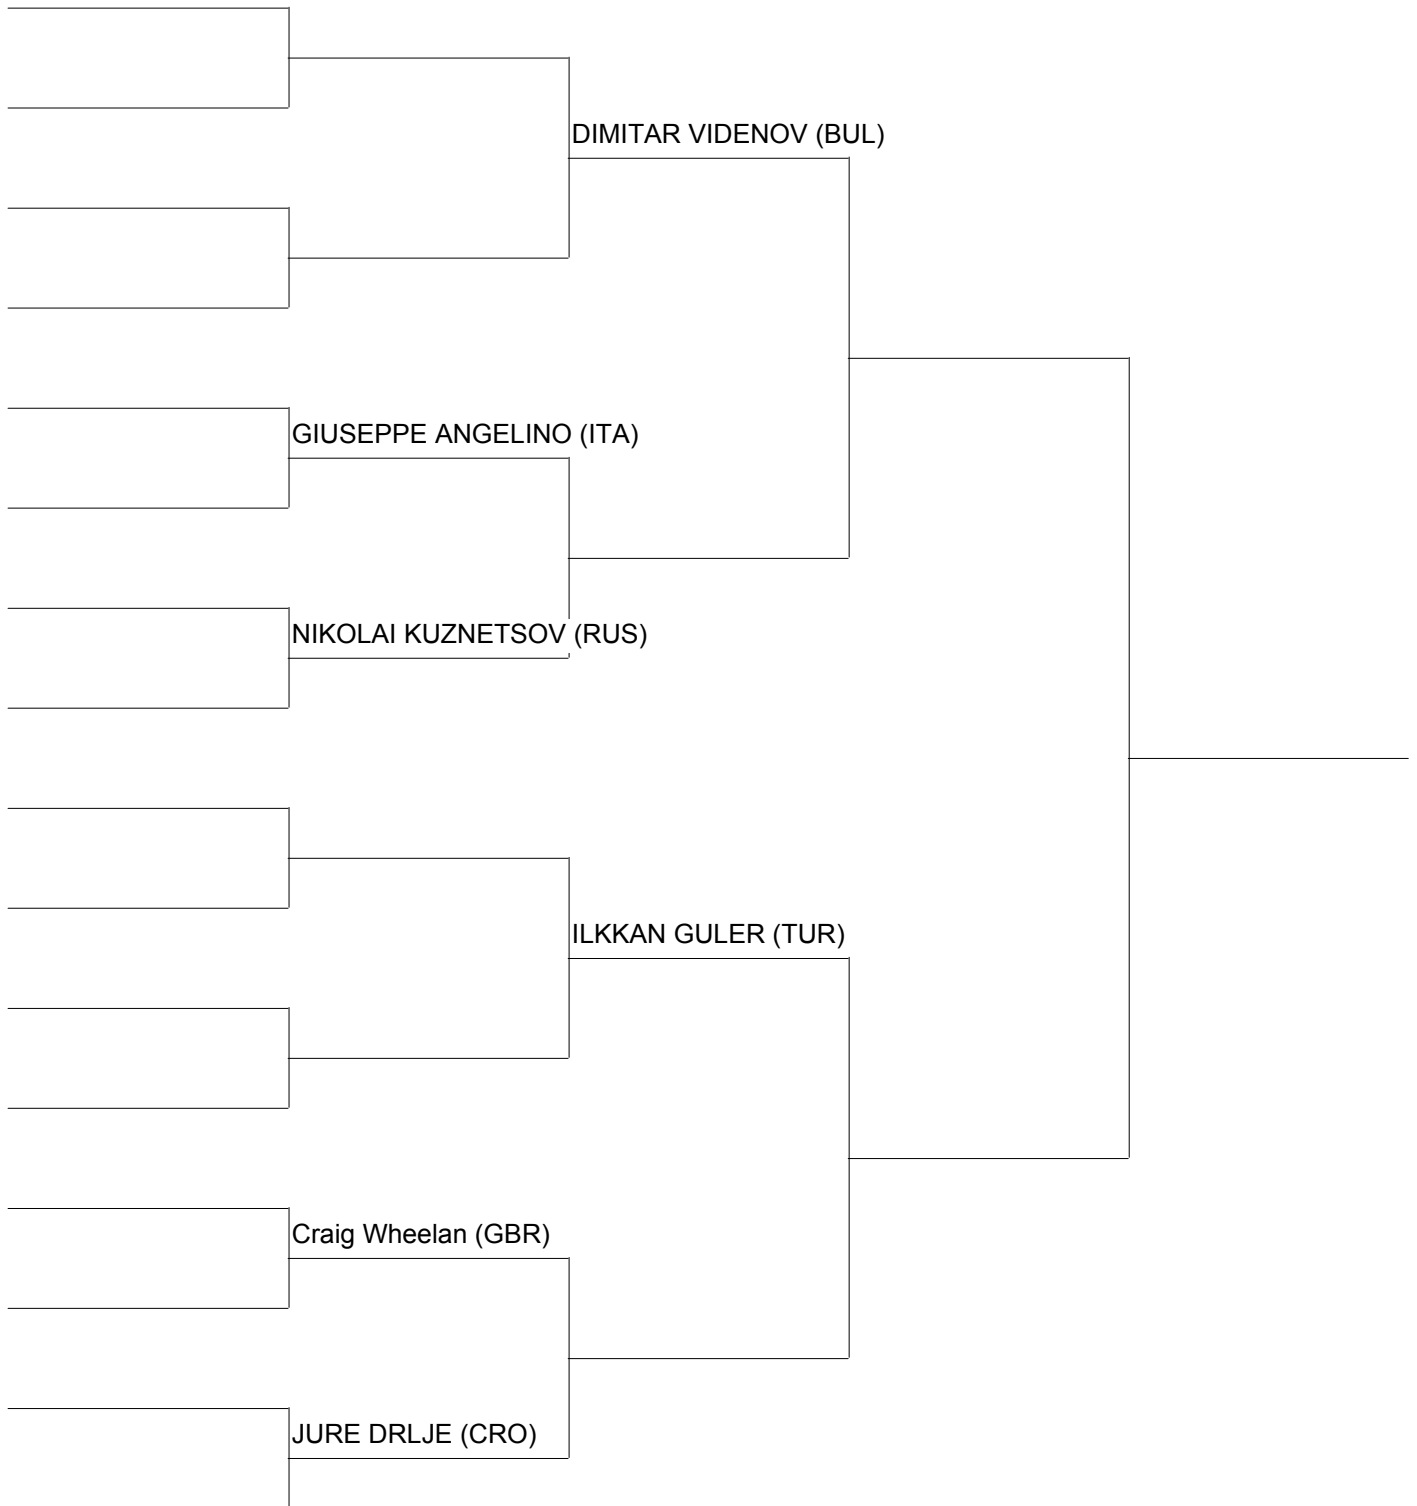 DIMITAR VIDENOV (BUL)
GIUSEPPE ANGELINO (ITA)
NIKOLAI KUZNETSOV (RUS)
ILKKAN GULER (TUR)
Craig Wheelan (GBR)
JURE DRLJE (CRO)